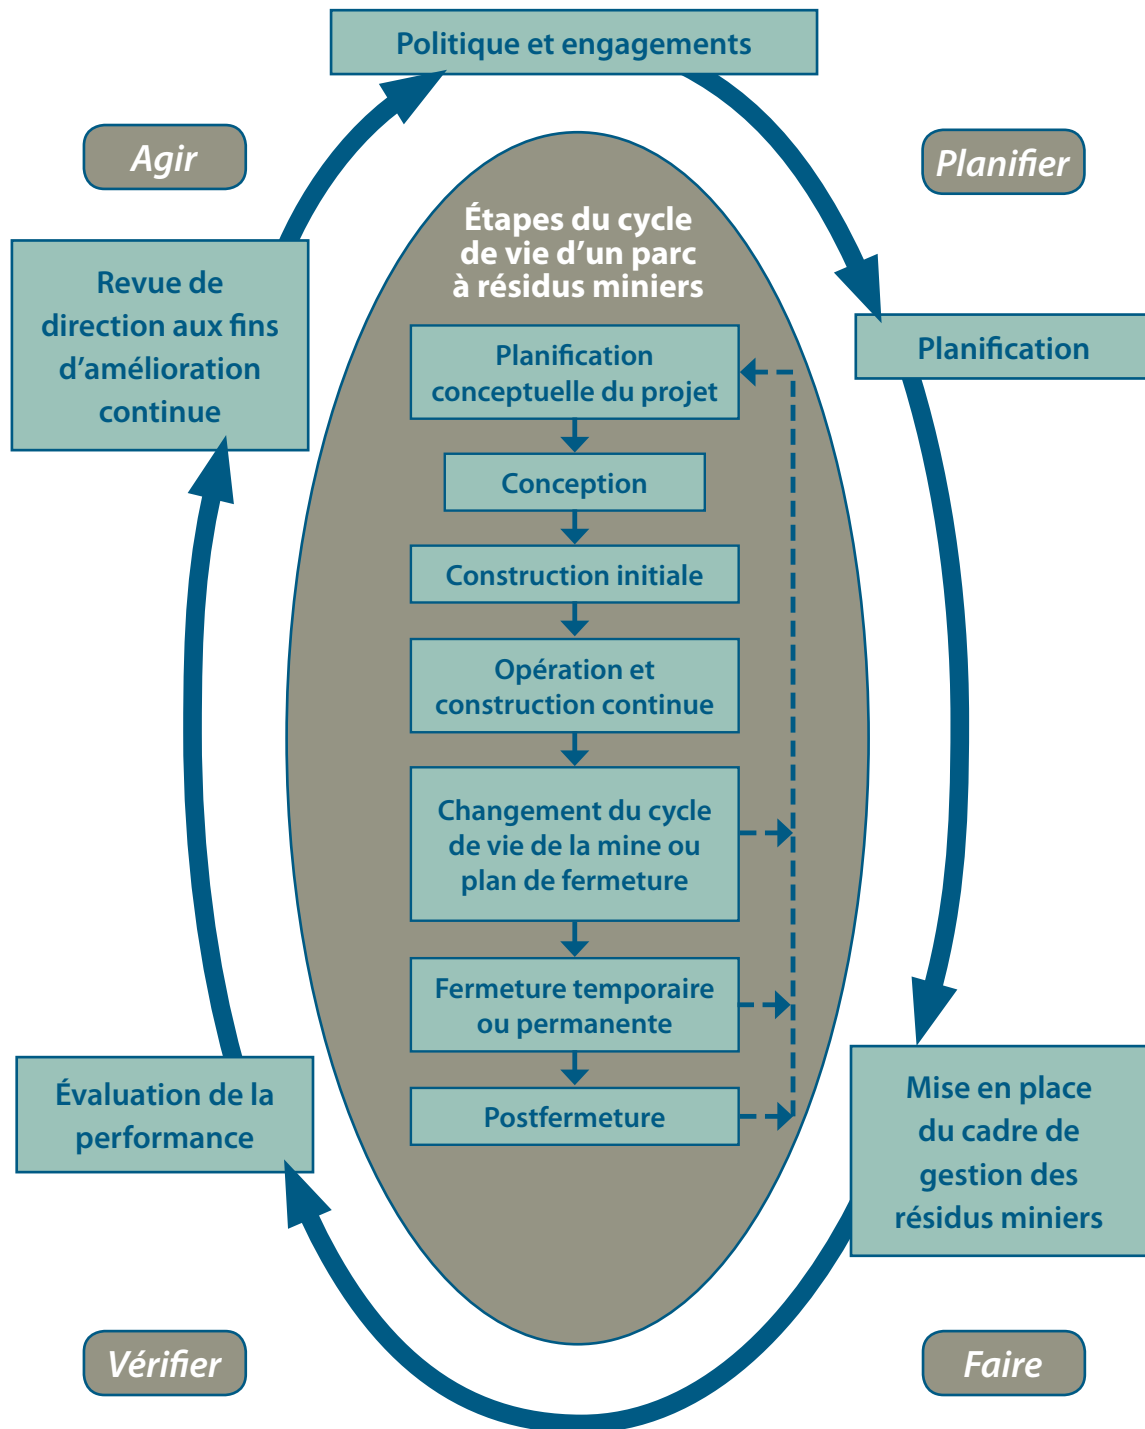 Politique et engagements
Agir
Planifier
Étapes du cycle
de vie d’un parc
à résidus miniers
Revue de
direction aux fins
d’amélioration
continue
Planification
conceptuelle du projet
Planification
Conception
Construction initiale
Opération et
construction continue
Changement du cycle
de vie de la mine ou
plan de fermeture
Fermeture temporaire
ou permanente
Postfermeture
Évaluation de la
performance
Mise en place
du cadre de
gestion des
résidus miniers
Vérifier
Faire